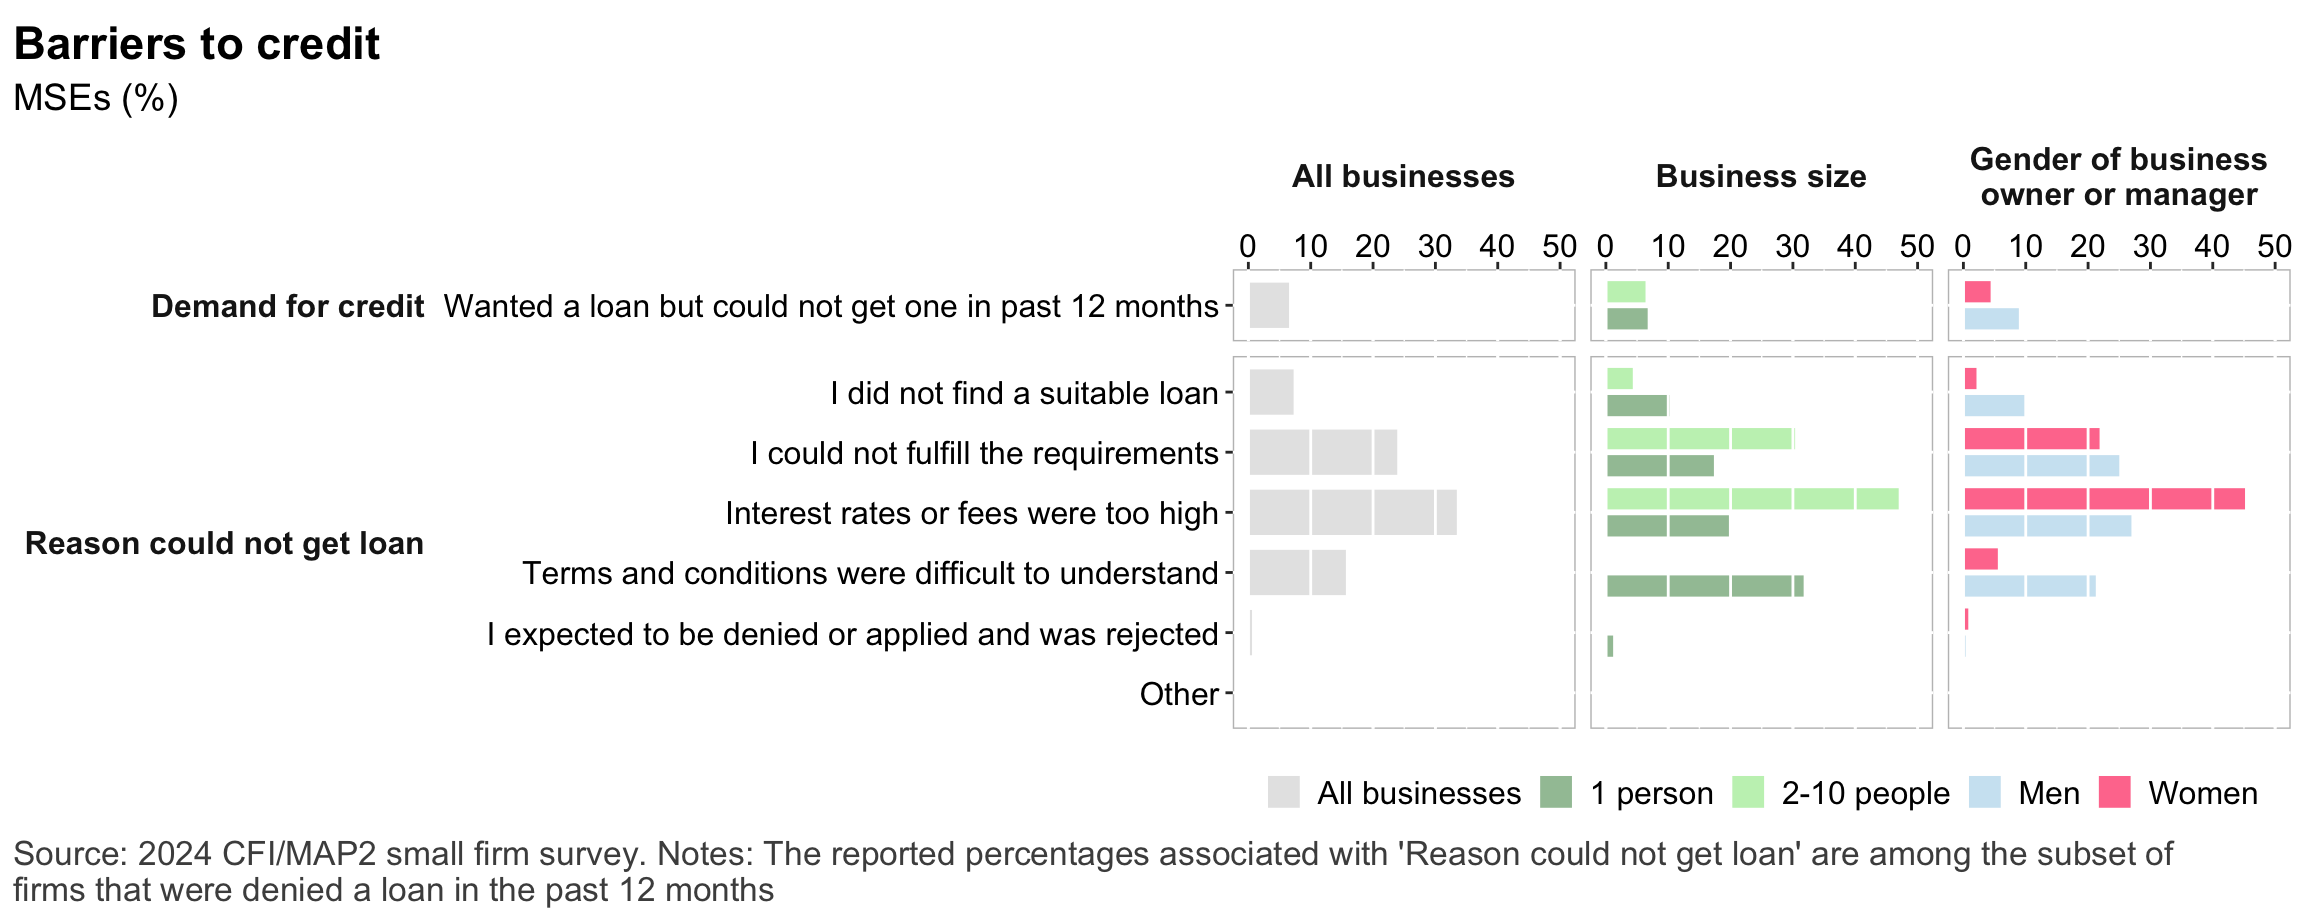 Barriers to credit
MSEs (%)
All businesses
Business size
Gender of business
owner or manager
0 10 20 30 40 50 0 10 20 30 40 50 0 10 20 30 40 50
Demand for credit Wanted a loan but could not get one in past 12 months
I did not find a suitable loan
I could not fulfill the requirements
Interest rates or fees were too high
Reason could not get loan
Terms and conditions were difficult to understand
I expected to be denied or applied and was rejected
Other
All businesses 1 person 2-10 people Men Women
Source: 2024 CFI/MAP2 small firm survey. Notes: The reported percentages associated with 'Reason could not get loan' are among the subset of
firms that were denied a loan in the past 12 months